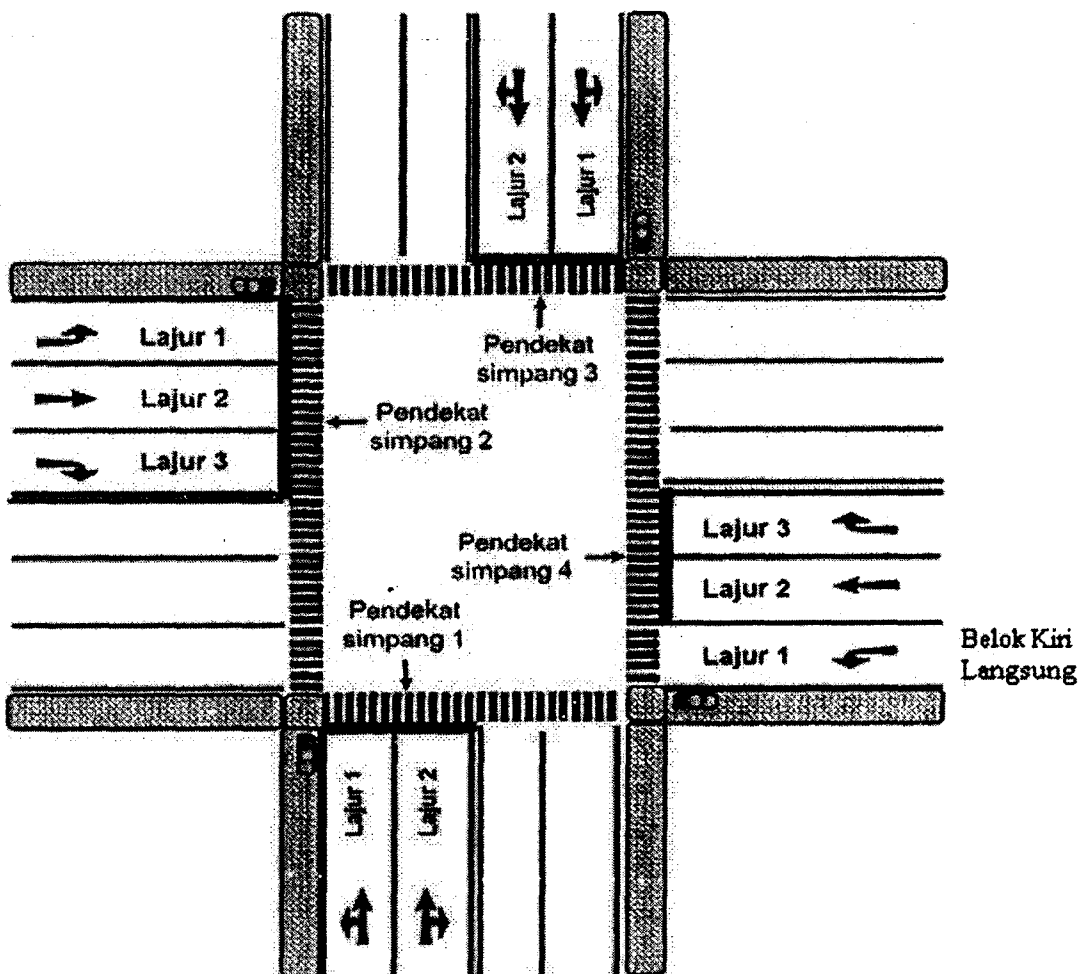 Lajur 2
Lajur 1
Lajur 1
Lajur 2
Lajur 3
Pendekat
simpang 3
Pendekat
simpang 2
Pendekat
simpang 4
Pendekat
simpang 1
Lajur 3
Lajur 2
Lajur 1
Belok Kiri
Langsung
Lajur 1
Lajur 2